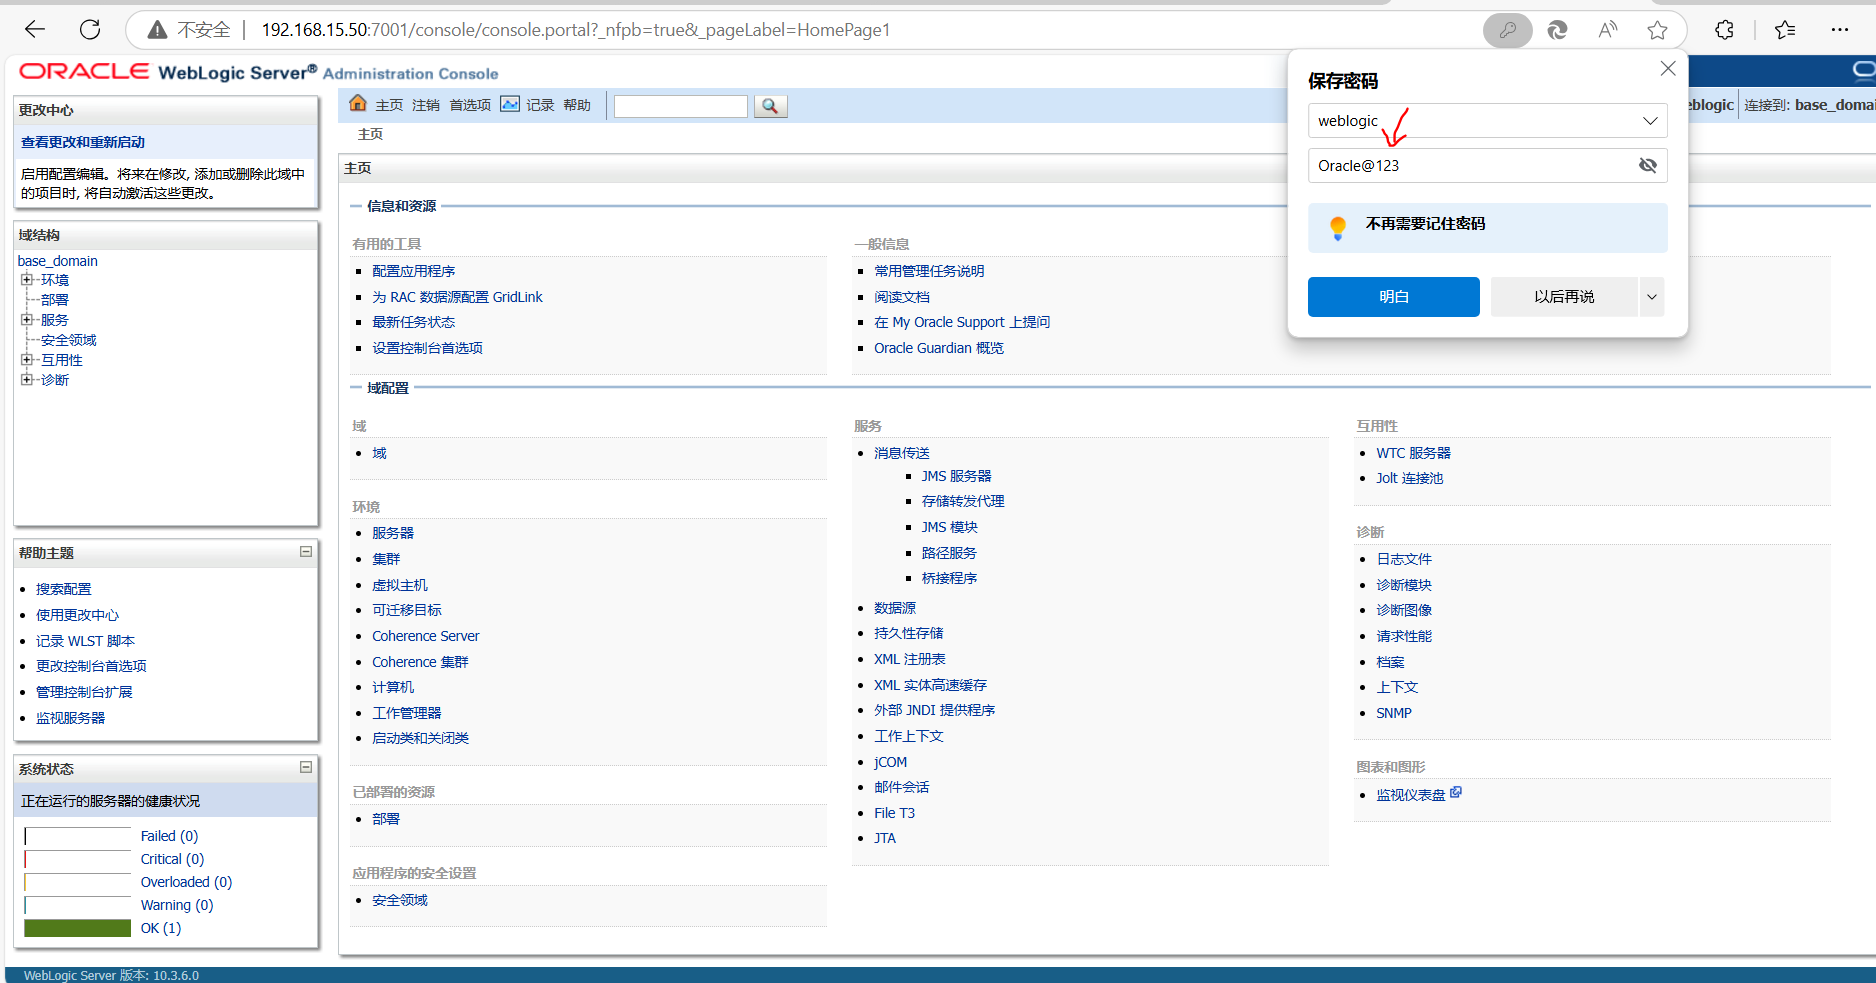 不安全
192.168.15.50:7001/console/console.portal?_nfpb=true&_pageLabel=HomePage1
ORACLE WebLogic Server® Administration Console
更改中心
查看更改和重新启动
启用配置编辑。将来在修改, 添加或删除此域中
的项目时, 将自动激活这些更改。
域结构
base_domain
环境
部署
服务
安全领域
互用性
诊断
帮助主题
搜索配置
使用更改中心
记录 WLST 脚本
更改控制台首选项
管理控制台扩展
监视服务器
系统状态
正在运行的服务器的健康状况
Failed (0)
Critical (0)
Overloaded (0)
Warning (0)
OK (1)
主页 注销 首选项 记录 帮助
连接到: base_domai
主页
主页
信息和资源
有用的工具
配置应用程序
为 RAC 数据源配置 GridLink
最新任务状态
设置控制台首选项
一般信息
常用管理任务说明
阅读文档
在 My Oracle Support 上提问
Oracle Guardian 概览
域配置
域
域
环境
服务器
集群
虚拟主机
可迁移目标
Coherence Server
Coherence 集群
计算机
工作管理器
启动类和关闭类
已部署的资源
部署
应用程序的安全设置
安全领域
服务
消息传送
JMS 服务器
存储转发代理
JMS 模块
路径服务
桥接程序
数据源
持久性存储
XML 注册表
XML 实体高速缓存
外部 JNDI 提供程序
工作上下文
jCOM
邮件会话
File T3
JTA
互用性
WTC 服务器
Jolt 连接池
诊断
日志文件
诊断模块
诊断图像
请求性能
档案
上下文
SNMP
图表和图形
监视仪表盘
保存密码
weblogic
Oracle@123
不再需要记住密码
明白
以后再说
WebLogic Server 版本: 10.3.6.0